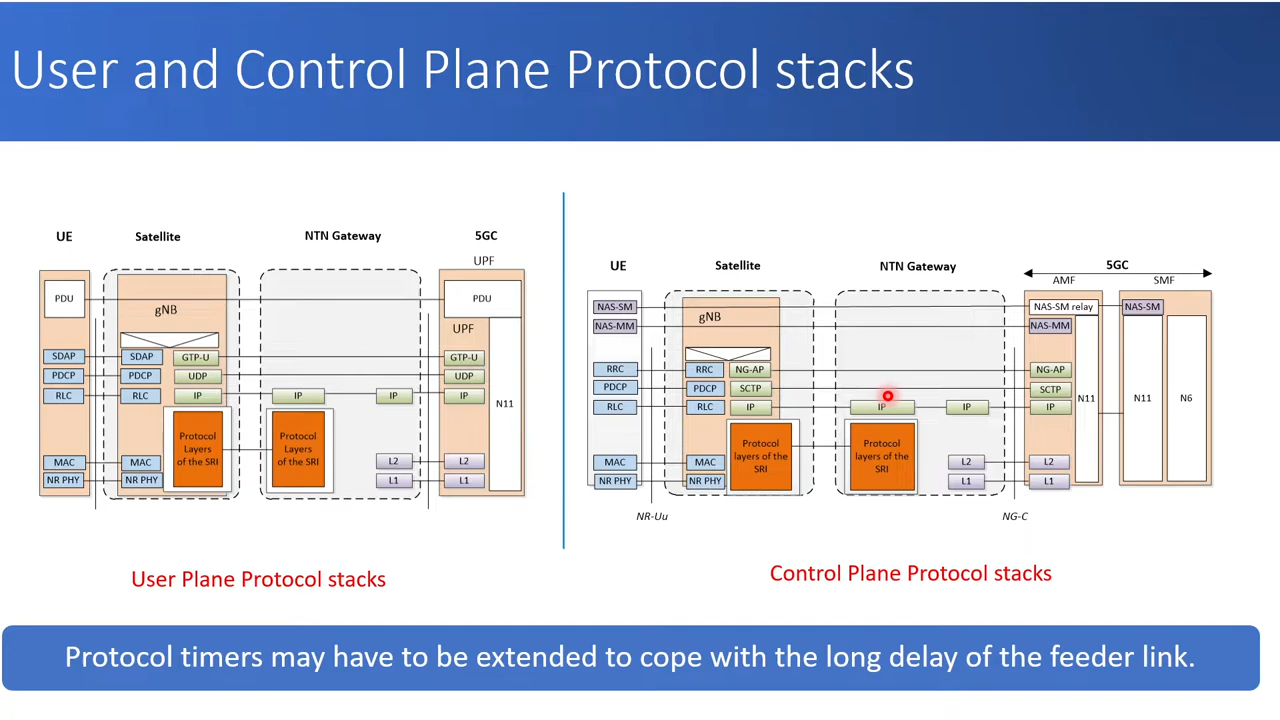 User and Control Plane Protocol stacks
UE
Satellite
NTN Gateway
5GC
UPF
PDU
gNB
PDU
UPF
SDAP
SDAP
GTP-U
GTP-U
PDCP
PDCP
UDP
UDP
RLC
RLC
IP
IP
IP
IP
N11
Protocol
Layers
of the SRI
Protocol
Layers
of the SRI
MAC
MAC
L2
L2
NR PHY
NR PHY
L1
L1
User Plane Protocol stacks
UE
Satellite
NTN Gateway
5GC
AMF
SMF
NAS-SM
NAS-SM relay
NAS-SM
gNB
NAS-MM
NAS-MM
RRC
RRC
NG-AP
NG-AP
PDCP
PDCP
SCTP
SCTP
RLC
RLC
IP
IP
IP
IP
N11
N11
N6
Protocol
layers of the
SRI
Protocol
layers of the
SRI
MAC
MAC
L2
L2
NR PHY
NR PHY
L1
L1
NR-Uu
NG-C
Control Plane Protocol stacks
Protocol timers may have to be extended to cope with the long delay of the feeder link.